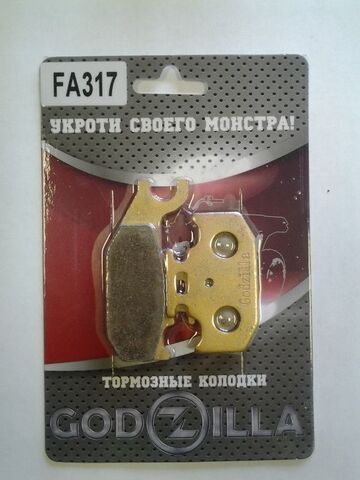 FA317
УКРОТИ СВОЕГО МОНСТРА!
Godzilla
ТОРМОЗНЫЕ КОЛОДКИ
GODZILLA